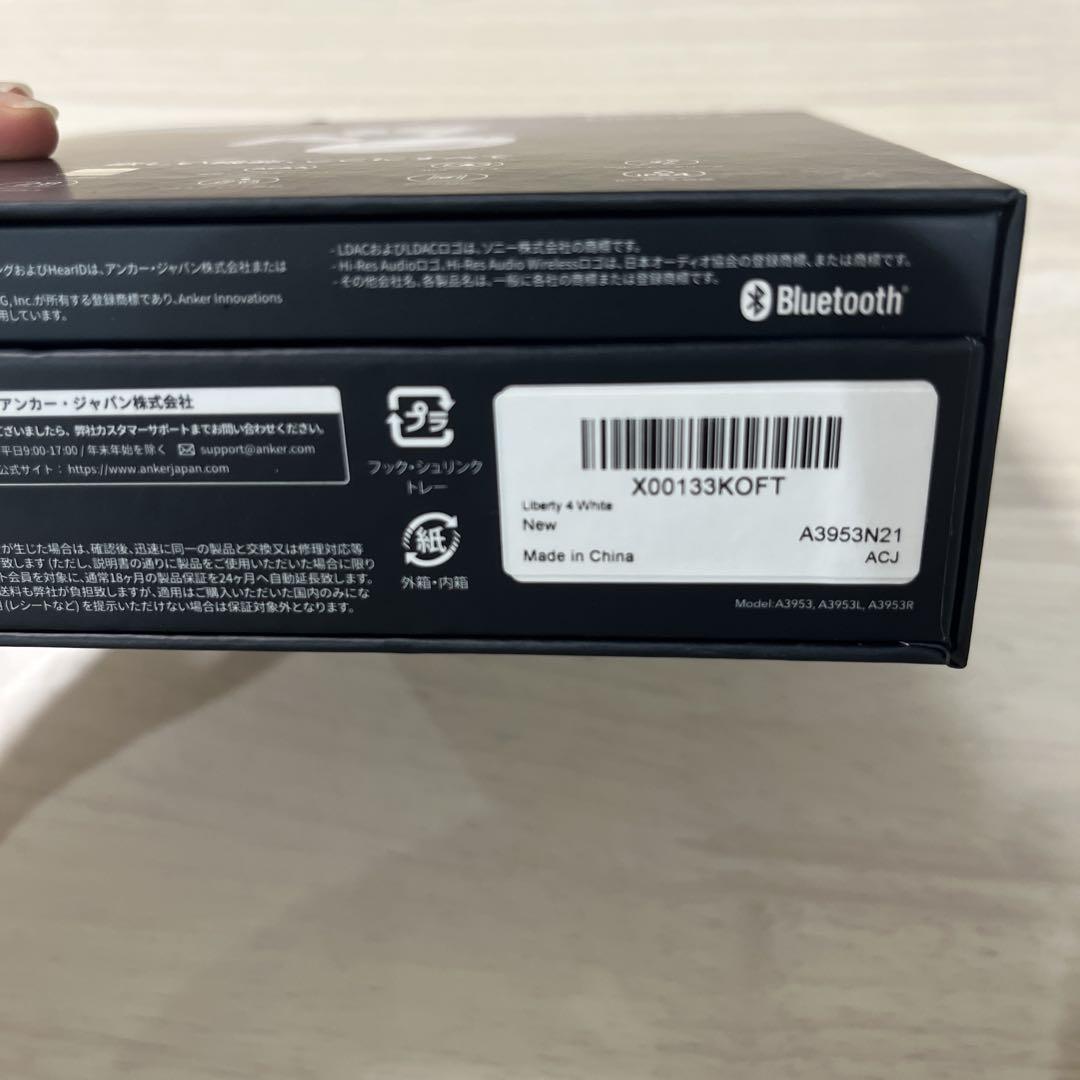 ングおよびHearIDは、アンカー・ジャパン株式会社または
G, Inc.が所有する登録商標であり、Anker Innovations
用しています。
- LDACおよびLDACロゴは、ソニー株式会社の商標です。
- Hi-Res Audioロゴ、Hi-Res Audio Wirelessロゴは、日本オーディオ協会の登録商標、または商標です。
- その他会社名、各製品名は、一般に各社の商標または登録商標です。
Bluetooth®
アンカー・ジャパン株式会社
ございましたら、弊社カスタマーサポートまでお問い合わせください。
平日9:00-17:00 / 年末年始を除く support@anker.com
公式サイト : https://www.ankerjapan.com
プラ
フック・シュリンク
トレー
紙
外箱・内箱
が生じた場合は、確認後、迅速に同一の製品と交換又は修理対応等
致します (ただし、説明書の通りに製品をご使用いただいた場合に限り
ト会員を対象に、通常18ヶ月の製品保証を24ヶ月へ自動延長致します。
送料も弊社が負担致しますが、適用はご購入いただいた国内のみにな
(レシートなど) を提示いただけない場合は保証対象外となります。
X00133KOFT
Liberty 4 White
New
A3953N21
Made in China
ACJ
Model:A3953, A3953L, A3953R